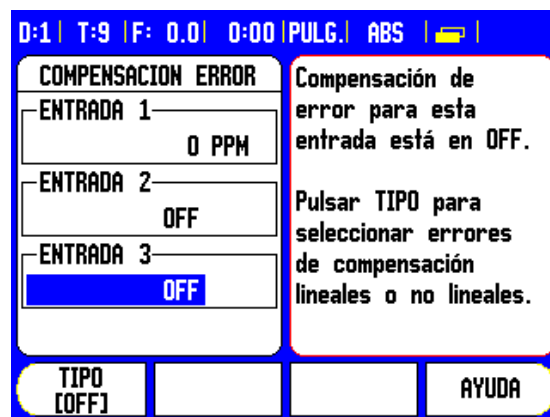 D:1| T:9 |F: 0.0| 0:00 |PULG.| ABS | |
COMPENSACION ERROR
ENTRADA 1
0 PPM
ENTRADA 2
OFF
ENTRADA 3
OFF
Compensación de
error para esta
entrada está en OFF.
Pulsar TIPO para
seleccionar errores
de compensación
lineales o no lineales.
TIPO
[OFF]
AYUDA